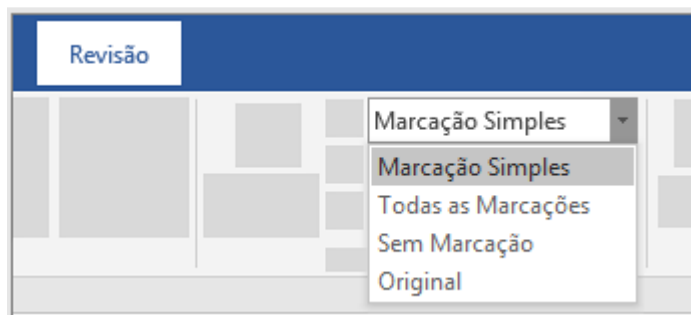 Revisão
Marcação Simples
Marcação Simples
Todas as Marcações
Sem Marcação
Original